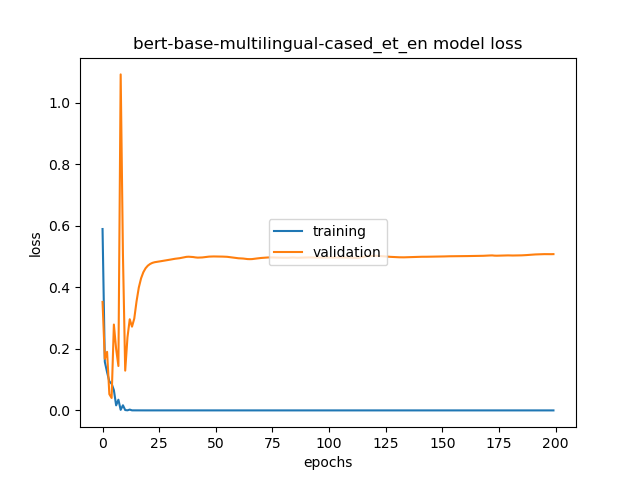 bert-base-multilingual-cased_et_en model loss
loss
1.0
0.8
0.6
0.4
0.2
0.0
training
validation
0 25 50 75 100 125 150 175 200
epochs